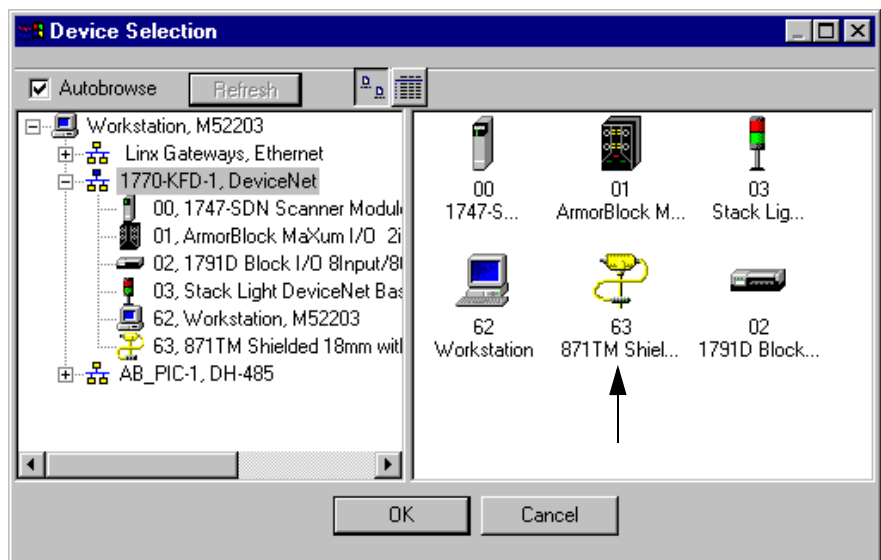 Device Selection
Autobrowse
Refresh
Workstation, M52203
Linx Gateways, Ethernet
1770-KFD-1, DeviceNet
00, 1747-SDN Scanner Modul
01, ArmorBlock MaXum I/O 2i
02, 1791D Block I/O 8Input/8
03, Stack Light DeviceNet Bas
62, Workstation, M52203
63, 871TM Shielded 18mm wit
AB_PIC-1, DH-485
00
1747-S...
01
ArmorBlock M...
03
Stack Lig...
62
Workstation
63
871TM Shiel...
02
1791D Block...
OK
Cancel